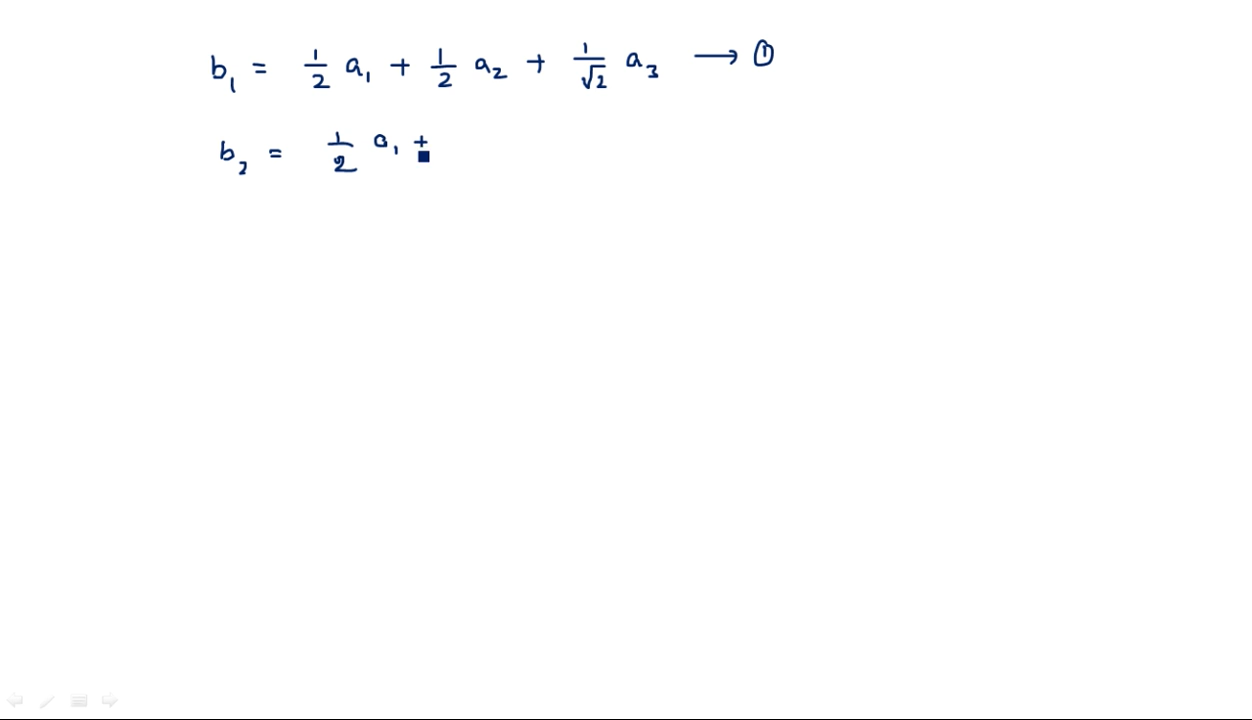 b₁ = 1/2 a₁ + 1/2 a₂ + 1/√2 a₃ → ①
b₂ = 1/2 a₁ +